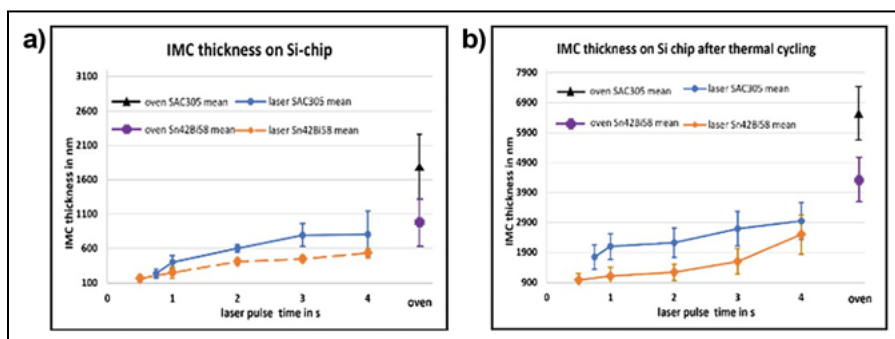 a)
IMC thickness on Si-chip
3100
2600
2100
1600
1100
600
100
IMC thickness in nm
oven SAC305 mean
laser SAC305 mean
oven Sn42Bi58 mean
laser Sn42Bi58 mean
0 1 2 3 4 oven
laser pulse time in s
b)
IMC thickness on Si chip after thermal cycling
7900
6900
5900
4900
3900
2900
1900
900
IMC thickness in nm
oven SAC305 mean
laser SAC305 mean
oven Sn42Bi58 mean
laser Sn42Bi58 mean
0 1 2 3 4 oven
laser pulse time in s